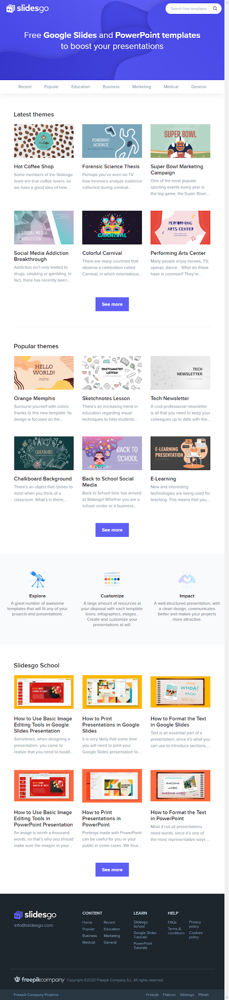 slidesgo
Search free templates
Free Google Slides and PowerPoint templates
to boost your presentations
Recent Popular Education Business Marketing Medical General
Latest themes
Hot Coffee
FORENSIC
SCIENCE
SUPER BOWL
Hot Coffee Shop
Some members of the Slidesgo
team are true coffee lovers, so
we have a good idea of how...
Forensic Science Thesis
Perhaps you've seen on TV
how forensics analyze evidence
collected during criminal...
Super Bowl Marketing
Campaign
One of the most popular
sporting events every year is
the big game, the Super Bowl....
SOCIAL MEDIA
ADDICTION
CARNIVAL
PERFORMING
ARTS CENTER
Social Media Addiction
Breakthrough
Addiction isn't only limited to
drugs, smoking or gambling. In
fact, there has recently been...
Colorful Carnival
There are many countries that
observe a celebration called
Carnival, in which ostentatious...
Performing Arts Center
Many people enjoy movies, TV,
operas, dance... What do these
have in common? They're...
See more
Popular themes
HELLO
WORLD!
SKETCHNOTES
LESSON
TECH
NEWSLETTER
Orange Memphis
Surround yourself with colors
thanks to this new template. Its
design is focused on the...
Sketchnotes Lesson
There's an increasing trend in
education regarding visual
techniques to help students...
Tech Newsletter
A cool professional newsletter
is all that you need to keep your
colleagues up to date with the...
CHALKBOARD
BACK TO
SCHOOL
E-LEARNING
PRESENTATION
Chalkboard Background
There's an object that comes to
mind when you think of a
classroom. What's in there,...
Back to School Social
Media
Back to School time has arrived
at Slidesgo! Whether you are a
school center or a business...
E-Learning
New and interesting
technologies are being used for
teaching. This means that you...
See more
Explore
A great number of awesome
templates that will fit any of your
projects and presentations.
Customize
A large amount of resources at
your disposal with each template.
Icons, infographics, images...
Create and customize your
presentations at will.
Impact
A well-structured presentation, with
a clean design, communicates
better and makes your projects
more attractive.
Slidesgo School
WHOA!
WHOA!
WHOA!
WHOA!
How to Use Basic Image
Editing Tools in Google
Slides Presentation
Sometimes, when designing a
presentation, you come to
realize that you need to modif...
How to Print
Presentations in Google
Slides
It is very likely that some time
you will need to print your
Google Slides presentation to...
How to Format the Text
in Google Slides
Text is an essential part of a
presentation, since it's what you
can use to introduce sections,...
GEOMETRIC
RESUME
AWESOME
WORDS
AWESOME WORDS
How to Use Basic Image
Editing Tools in
PowerPoint Presentation
An image is worth a thousand
words, so that's why you should
make sure the images in your...
How to Print
Presentations in
PowerPoint
Printings made with PowerPoint
can be useful for you or your
public in some cases. We thus...
How to Format the Text
in PowerPoint
Most if not all presentations
need words, since it's one of
the most representative ways ...
See more
slidesgo
info@slidesgo.com
CONTENT
Home Recent
Popular Education
Business Marketing
Medical General
LEARN
Slidesgo
School
Google Slides
Tutorials
PowerPoint
Tutorials
HELP
FAQs
Terms &
conditions
Privacy
policy
Cookies
policy
freepikcompany Copyright ©2020 Freepik Company S.L. All rights reserved.
Freepik Company Projects Freepik Flaticon Slidesgo Piktab